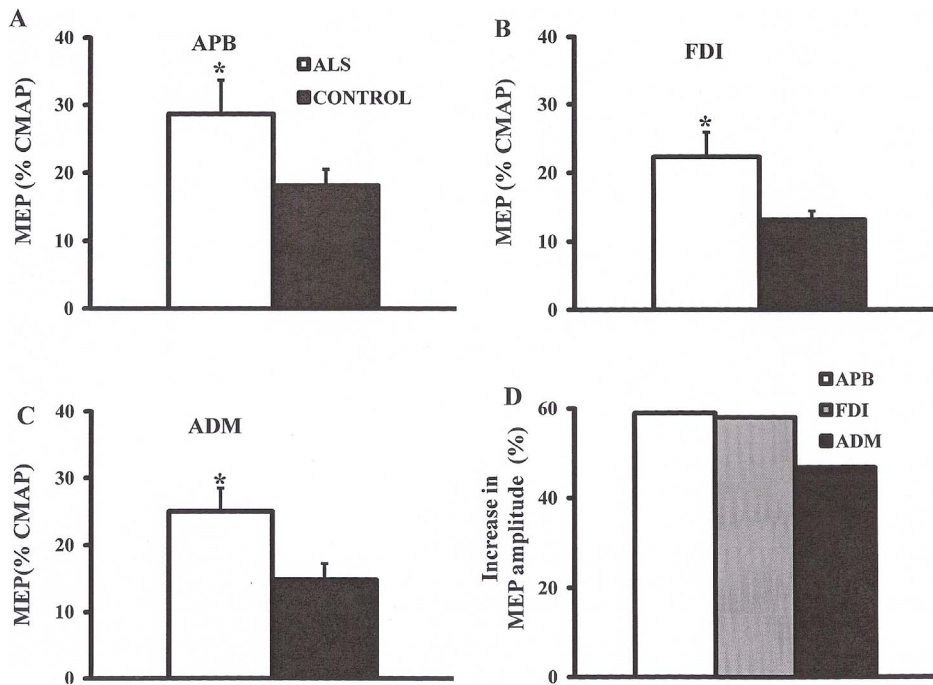 A
APB
*
ALS
CONTROL
MEP (% CMAP)
40
30
20
10
0
B
FDI
*
MEP (% CMAP)
40
30
20
10
0
C
ADM
*
MEP(% CMAP)
40
30
20
10
0
D
APB
FDI
ADM
Increase in
MEP amplitude (%)
60
40
20
0